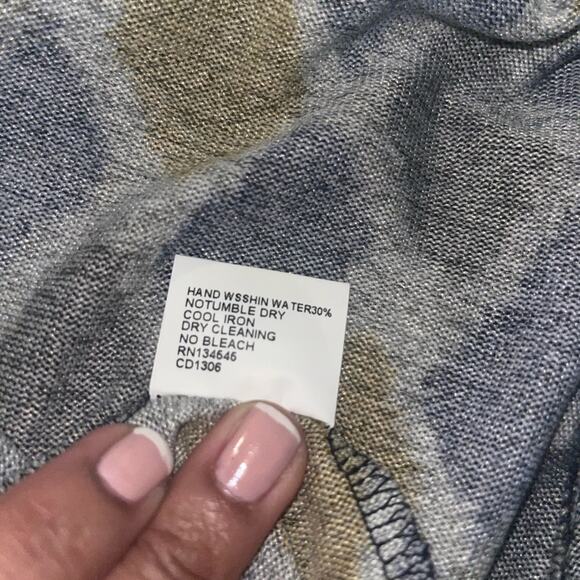 HAND WSSHIN WATER30%
NOTUMBLE DRY
COOL IRON
DRY CLEANING
NO BLEACH
RN134545
CD1306